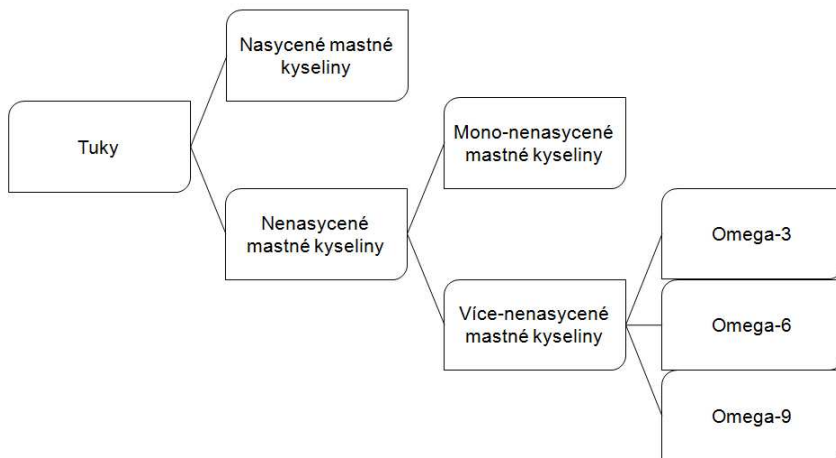 Nasycené mastné
kyseliny
Tuky
Mono-nenasycené
mastné kyseliny
Nenasycené
mastné kyseliny
Více-nenasycené
mastné kyseliny
Omega-3
Omega-6
Omega-9